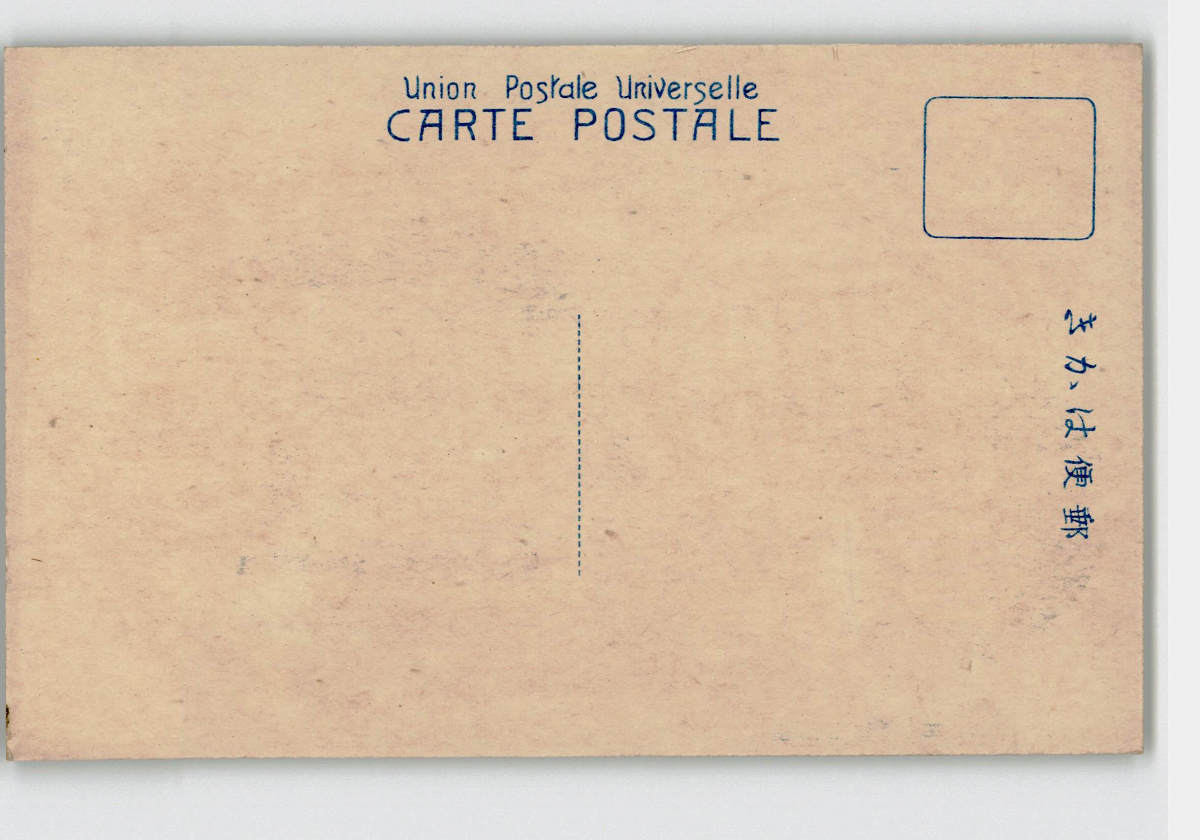 Union Postale Universelle
CARTE POSTALE
郵便はがき